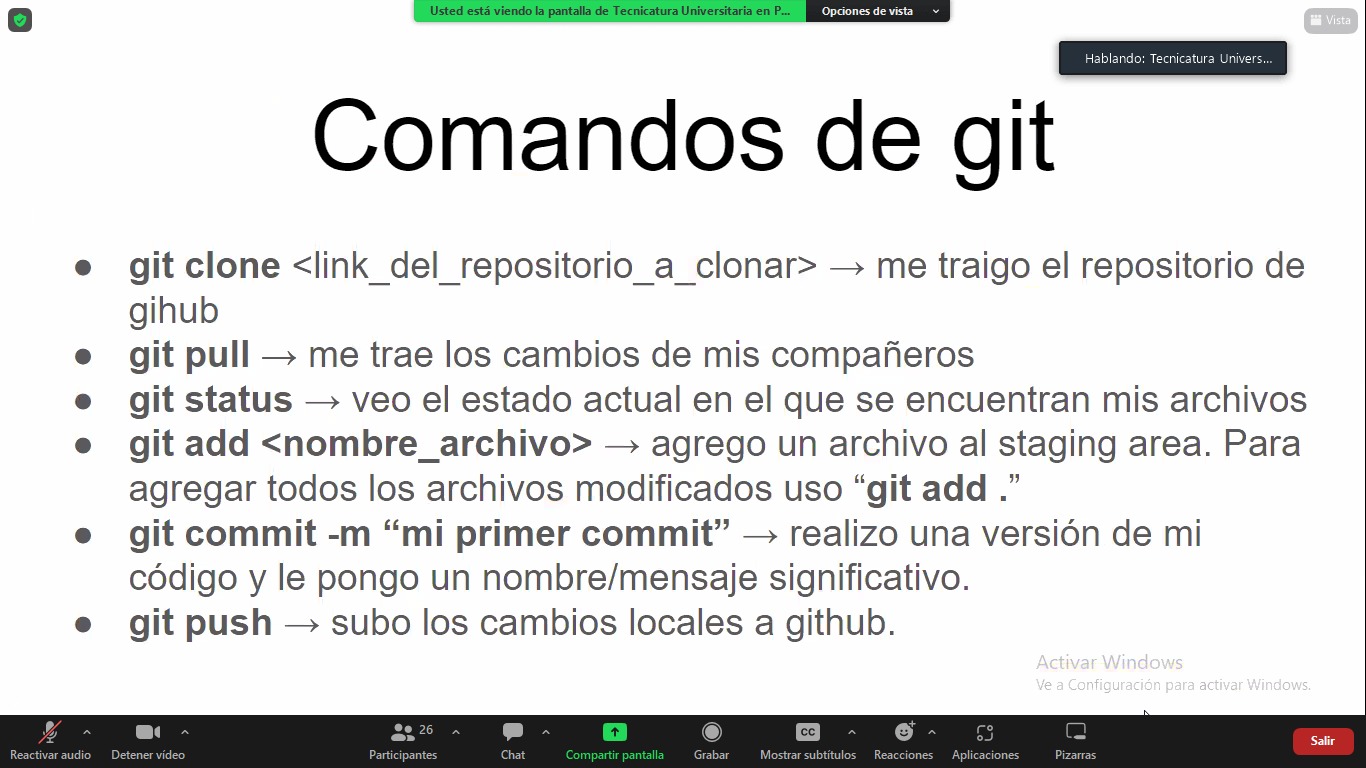 Usted está viendo la pantalla de Tecnicatura Universitaria en P...
Opciones de vista
Vista
Hablando: Tecnicatura Univers...
Comandos de git
● git clone <link_del_repositorio_a_clonar> → me traigo el repositorio de
gihub
● git pull → me trae los cambios de mis compañeros
● git status → veo el estado actual en el que se encuentran mis archivos
● git add <nombre_archivo> → agrego un archivo al staging area. Para
agregar todos los archivos modificados uso “git add .”
● git commit -m “mi primer commit” → realizo una versión de mi
código y le pongo un nombre/mensaje significativo.
● git push → subo los cambios locales a github.
Activar Windows
Ve a Configuración para activar Windows.
26
CC
Reactivar audio
Detener vídeo
Participantes
Chat
Compartir pantalla
Grabar
Mostrar subtítulos
Reacciones
Aplicaciones
Pizarras
Salir